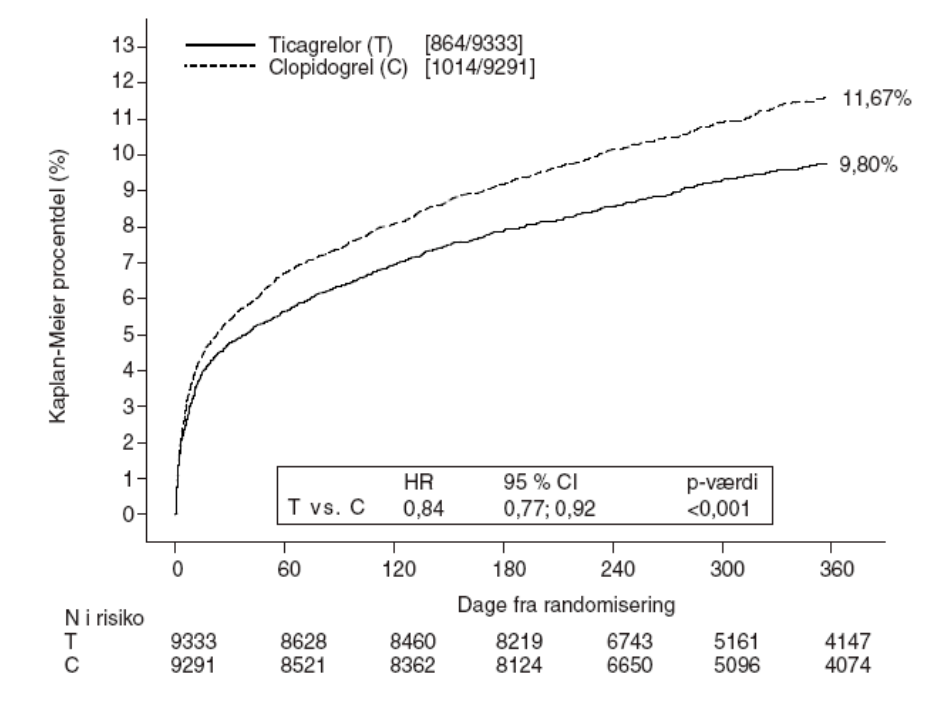 Ticagrelor (T) [864/9333]
Clopidogrel (C) [1014/9291]
13
12
11
10
9
8
7
6
5
4
3
2
1
0
Kaplan-Meier procentdel (%)
11,67%
9,80%
HR 95 % CI p-værdi
T vs. C 0,84 0,77; 0,92 <0,001
0 60 120 180 240 300 360
Dage fra randomisering
N i risiko
T 9333 8628 8460 8219 6743 5161 4147
C 9291 8521 8362 8124 6650 5096 4074